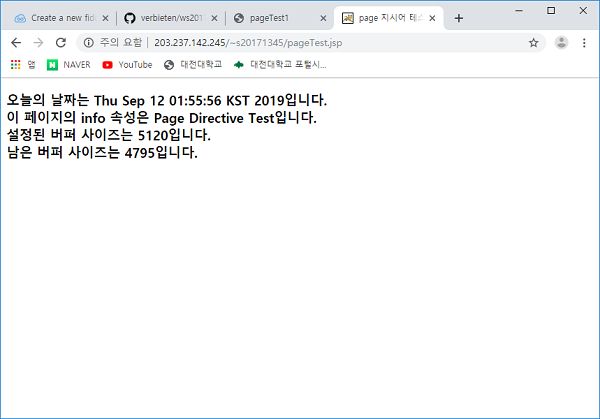 Create a new fid
verbieten/ws201
pageTest1
page 지시어 테스
주의 요함 203.237.142.245/~s20171345/pageTest.jsp
앱 NAVER YouTube 대전대학교 대전대학교 포털시...
오늘의 날짜는 Thu Sep 12 01:55:56 KST 2019입니다.
이 페이지의 info 속성은 Page Directive Test입니다.
설정된 버퍼 사이즈는 5120입니다.
남은 버퍼 사이즈는 4795입니다.